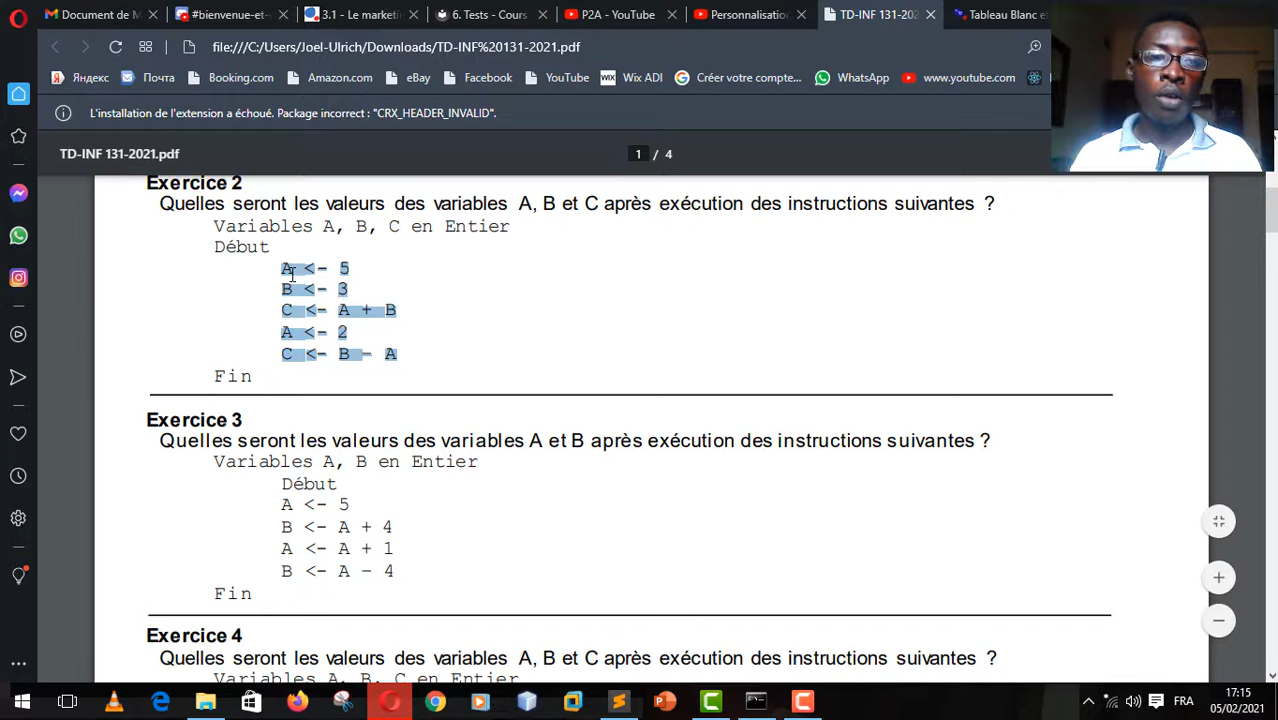 Document de M
#bienvenue-et-
3.1 - Le marketi
6. Tests - Cours
P2A - YouTube
Personnalisatio
TD-INF 131-202
Tableau Blanc e
file:///C:/Users/Joel-Ulrich/Downloads/TD-INF%20131-2021.pdf
Яндекс
Почта
Booking.com
Amazon.com
eBay
Facebook
YouTube
WIX Wix ADI
Créer votre compte...
WhatsApp
www.youtube.com
L'installation de l'extension a échoué. Package incorrect : "CRX_HEADER_INVALID".
TD-INF 131-2021.pdf
1 / 4
Exercice 2
Quelles seront les valeurs des variables A, B et C après exécution des instructions suivantes ?
Variables A, B, C en Entier
Début
A <- 5
B <- 3
C <- A + B
A <- 2
C <- B – A
Fin
Exercice 3
Quelles seront les valeurs des variables A et B après exécution des instructions suivantes ?
Variables A, B en Entier
Début
A <- 5
B <- A + 4
A <- A + 1
B <- A – 4
Fin
Exercice 4
Quelles seront les valeurs des variables A, B et C après exécution des instructions suivantes ?
Variables A, B, C en Entier
FR
17:15
05/02/2021